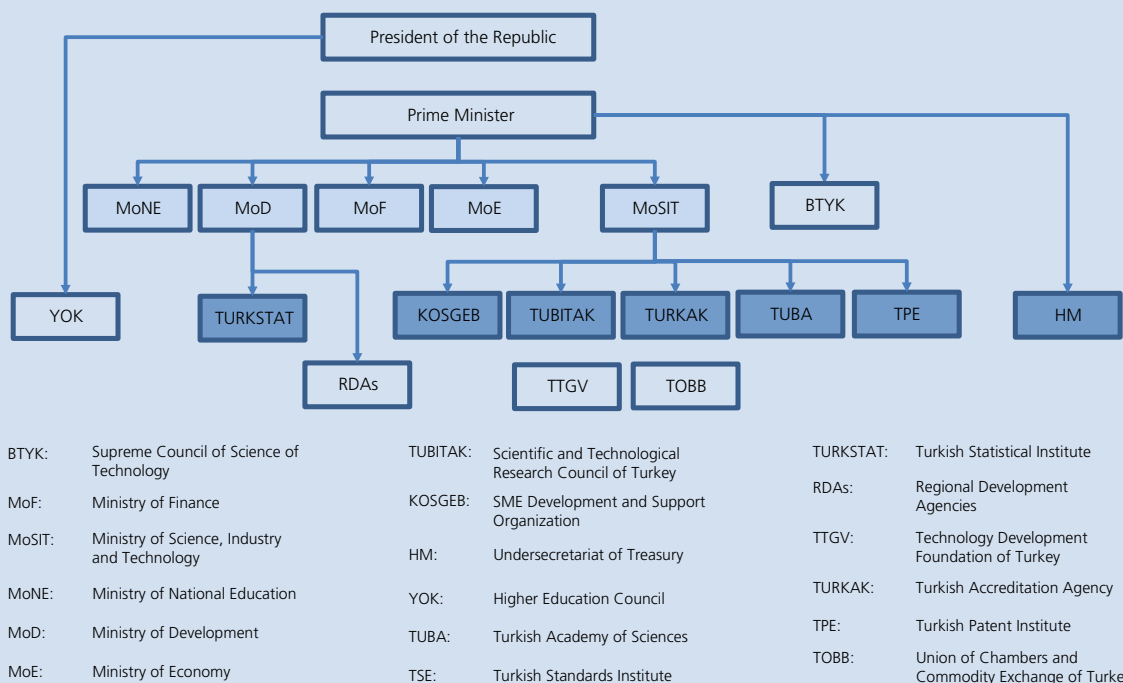 President of the Republic
Prime Minister
MoNE
MoD
MoF
MoE
MoSIT
BTYK
YOK
TURKSTAT
KOSGEB
TUBITAK
TURKAK
TUBA
TPE
HM
RDAs
TTGV
TOBB
BTYK: Supreme Council of Science of
Technology
MoF: Ministry of Finance
MoSIT: Ministry of Science, Industry
and Technology
MoNE: Ministry of National Education
MoD: Ministry of Development
MoE: Ministry of Economy
TUBITAK: Scientific and Technological
Research Council of Turkey
KOSGEB: SME Development and Support
Organization
HM: Undersecretariat of Treasury
YOK: Higher Education Council
TUBA: Turkish Academy of Sciences
TSE: Turkish Standards Institute
TURKSTAT: Turkish Statistical Institute
RDAs: Regional Development
Agencies
TTGV: Technology Development
Foundation of Turkey
TURKAK: Turkish Accreditation Agency
TPE: Turkish Patent Institute
TOBB: Union of Chambers and
Commodity Exchange of Turke